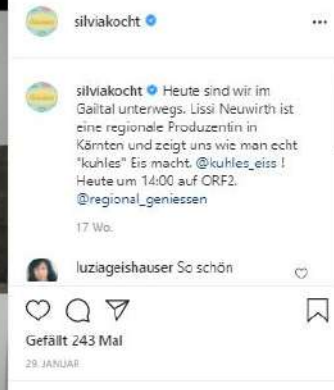 silviakocht
silviakocht Heute sind wir im
Gailtal unterwegs. Lissi Neuwirth ist
eine regionale Produzentin in
Kärnten und zeigt uns wie man echt
"kuhles" Eis macht. @kuhles_eiss !
Heute um 14:00 auf ORF2.
@regional_geniessen
17 Wo.
luziageishauser So schön
Gefällt 243 Mal
29. JANUAR